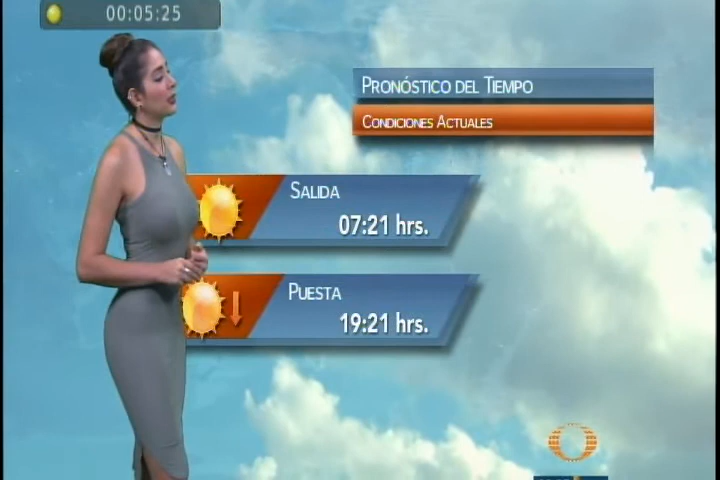 00:05:25
PRONÓSTICO DEL TIEMPO
CONDICIONES ACTUALES
SALIDA
07:21 hrs.
PUESTA
19:21 hrs.